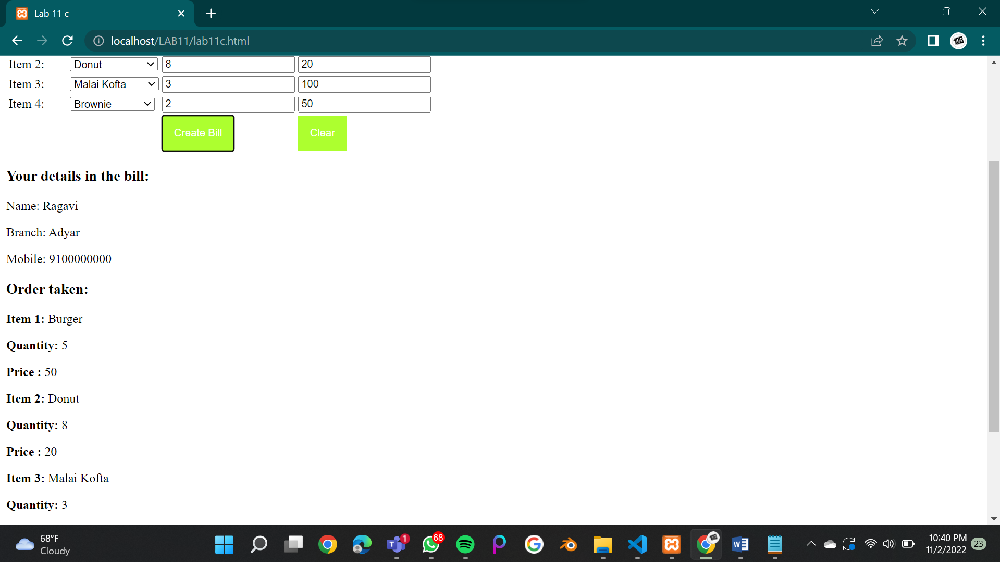 Lab 11 c
localhost/LAB11/lab11c.html
Item 2: Donut 8 20
Item 3: Malai Kofta 3 100
Item 4: Brownie 2 50
Create Bill Clear
Your details in the bill:
Name: Ragavi
Branch: Adyar
Mobile: 9100000000
Order taken:
Item 1: Burger
Quantity: 5
Price : 50
Item 2: Donut
Quantity: 8
Price : 20
Item 3: Malai Kofta
Quantity: 3
68°F
Cloudy
1
68
10:40 PM
11/2/2022
23